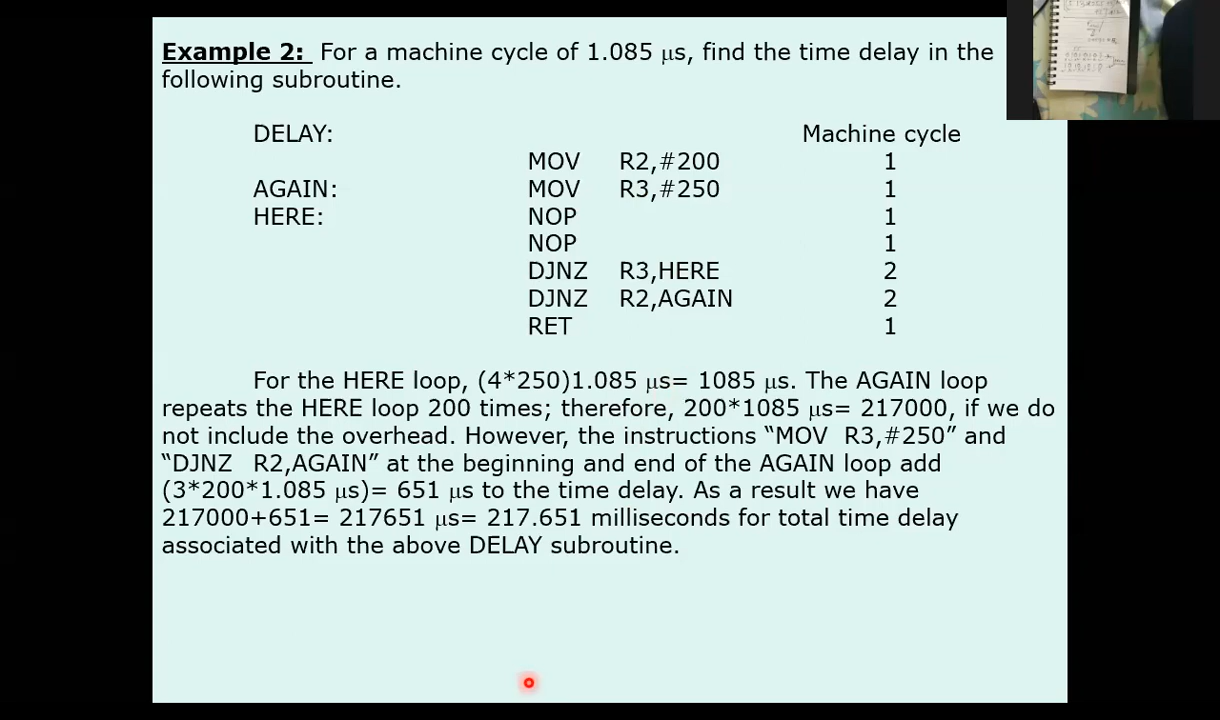 Example 2: For a machine cycle of 1.085 μs, find the time delay in the
following subroutine.
DELAY: Machine cycle
MOV R2,#200 1
AGAIN: MOV R3,#250 1
HERE: NOP 1
NOP 1
DJNZ R3,HERE 2
DJNZ R2,AGAIN 2
RET 1
For the HERE loop, (4*250)1.085 μs= 1085 μs. The AGAIN loop
repeats the HERE loop 200 times; therefore, 200*1085 μs= 217000, if we do
not include the overhead. However, the instructions “MOV R3,#250” and
“DJNZ R2,AGAIN” at the beginning and end of the AGAIN loop add
(3*200*1.085 μs)= 651 μs to the time delay. As a result we have
217000+651= 217651 μs= 217.651 milliseconds for total time delay
associated with the above DELAY subroutine.